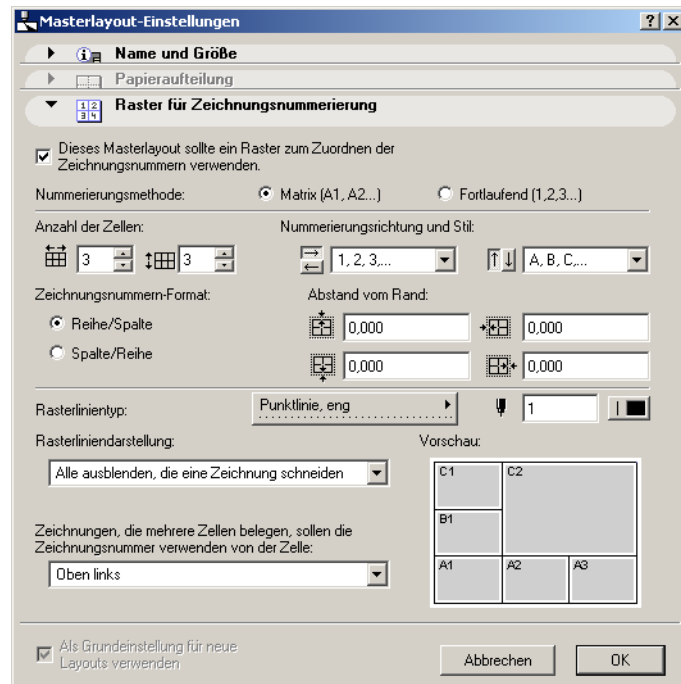 Masterlayout-Einstellungen
Name und Größe
Papieraufteilung
1 2
3 4
Raster für Zeichnungsnummerierung
Dieses Masterlayout sollte ein Raster zum Zuordnen der
Zeichnungsnummern verwenden.
Nummerierungsmethode: Matrix (A1, A2...) Fortlaufend (1,2,3...)
Anzahl der Zellen: Nummerierungsrichtung und Stil:
3 3 1, 2, 3,... A, B, C,...
Zeichnungsnummern-Format: Abstand vom Rand:
Reihe/Spalte 0,000 0,000
Spalte/Reihe 0,000 0,000
Rasterlinientyp: Punktlinie, eng 1
Rasterliniendarstellung: Vorschau:
Alle ausblenden, die eine Zeichnung schneiden
C1 C2
B1
Zeichnungen, die mehrere Zellen belegen, sollen die
Zeichnungsnummer verwenden von der Zelle:
A1 A2 A3
Oben links
Als Grundeinstellung für neue
Layouts verwenden
Abbrechen OK